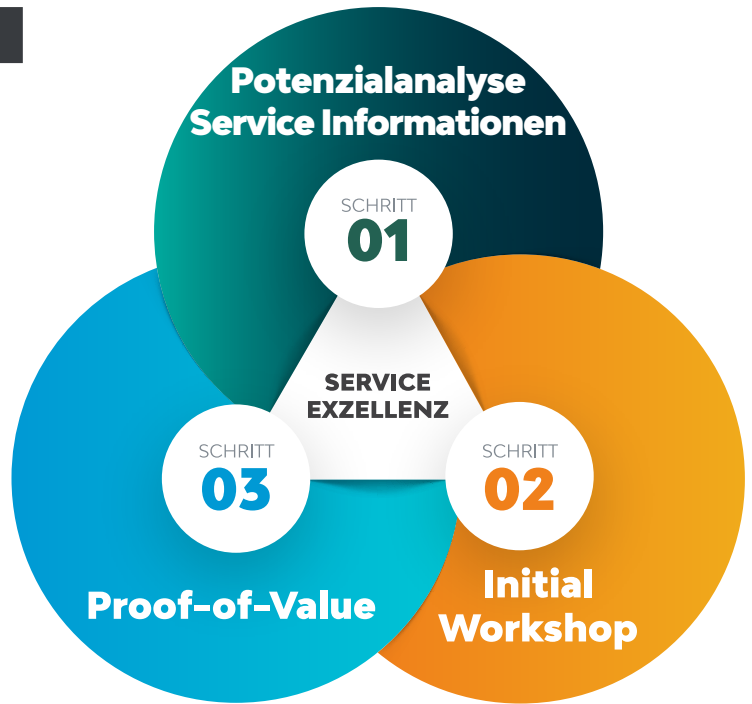 Potenzialanalyse
Service Informationen
SCHRITT
01
SERVICE
EXZELLENZ
SCHRITT
02
Initial
Workshop
SCHRITT
03
Proof-of-Value